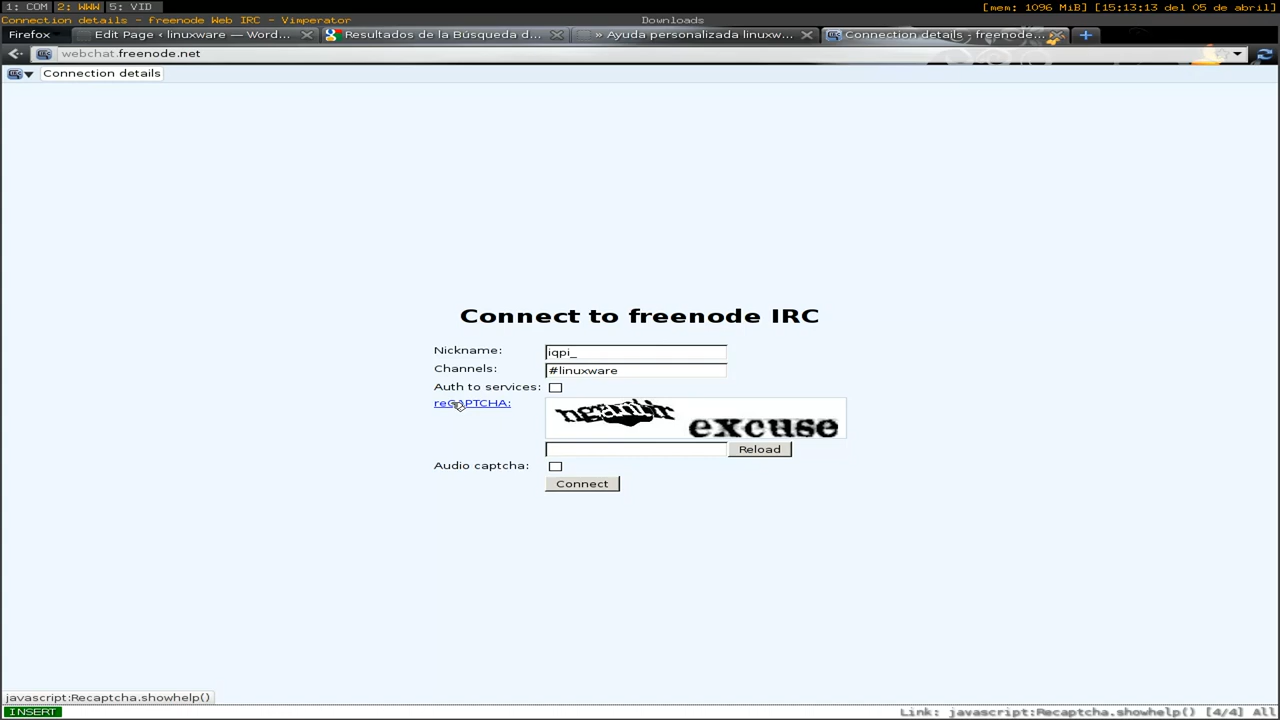 1: COM 2: WWW 5: VID [mem: 1096 MiB] [15:13:13 del 05 de abril]
Connection details - freenode Web IRC - Vimperator Downloads
Firefox Edit Page ‹ linuxware — Word... Resultados de la Búsqueda d... » Ayuda personalizada linuxw... Connection details - freenode...
webchat.freenode.net
Connection details
Connect to freenode IRC
Nickname: iqpi_
Channels: #linuxware
Auth to services:
reCAPTCHA:
excuse
Reload
Audio captcha:
Connect
javascript:Recaptcha.showhelp()
INSERT Link: javascript:Recaptcha.showhelp() [4/4] All